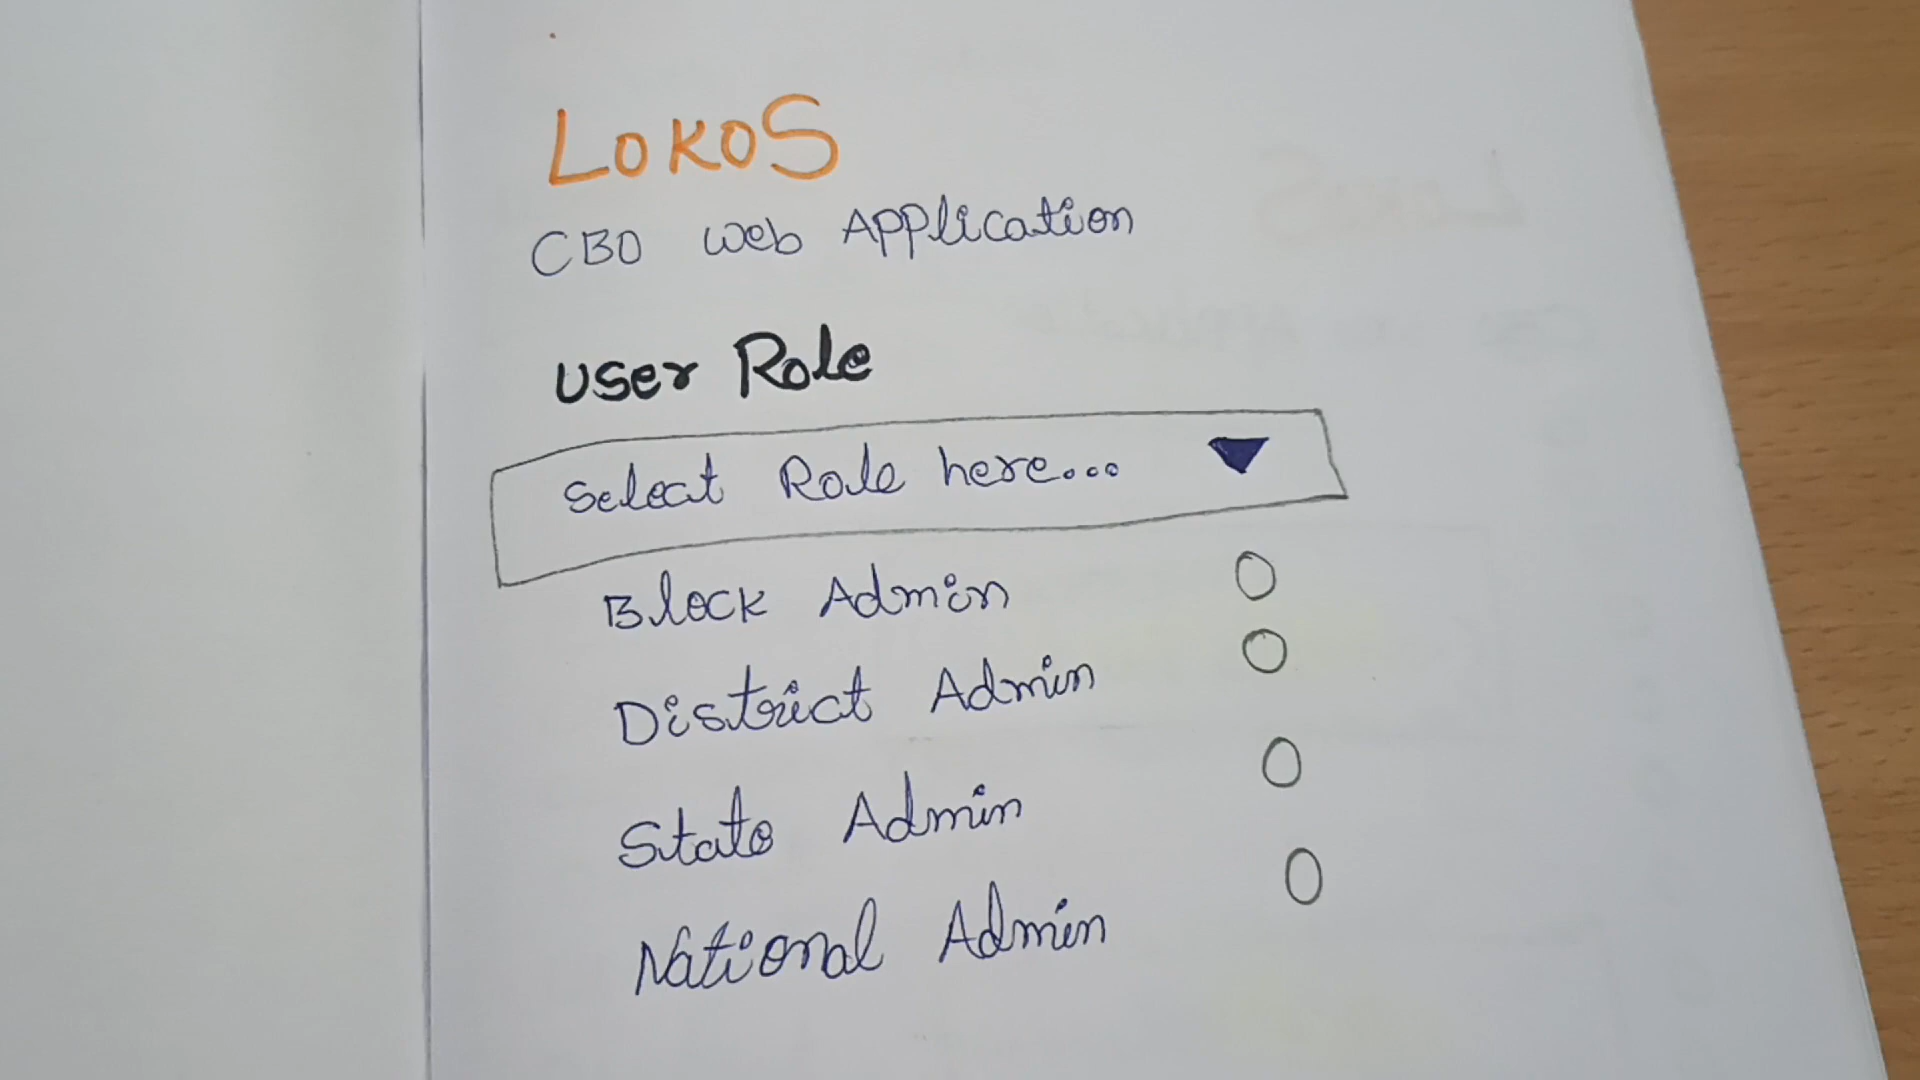 LOKOS
CBO Web Application
User Role
Select Role here...
Block Admin
District Admin
State Admin
National Admin